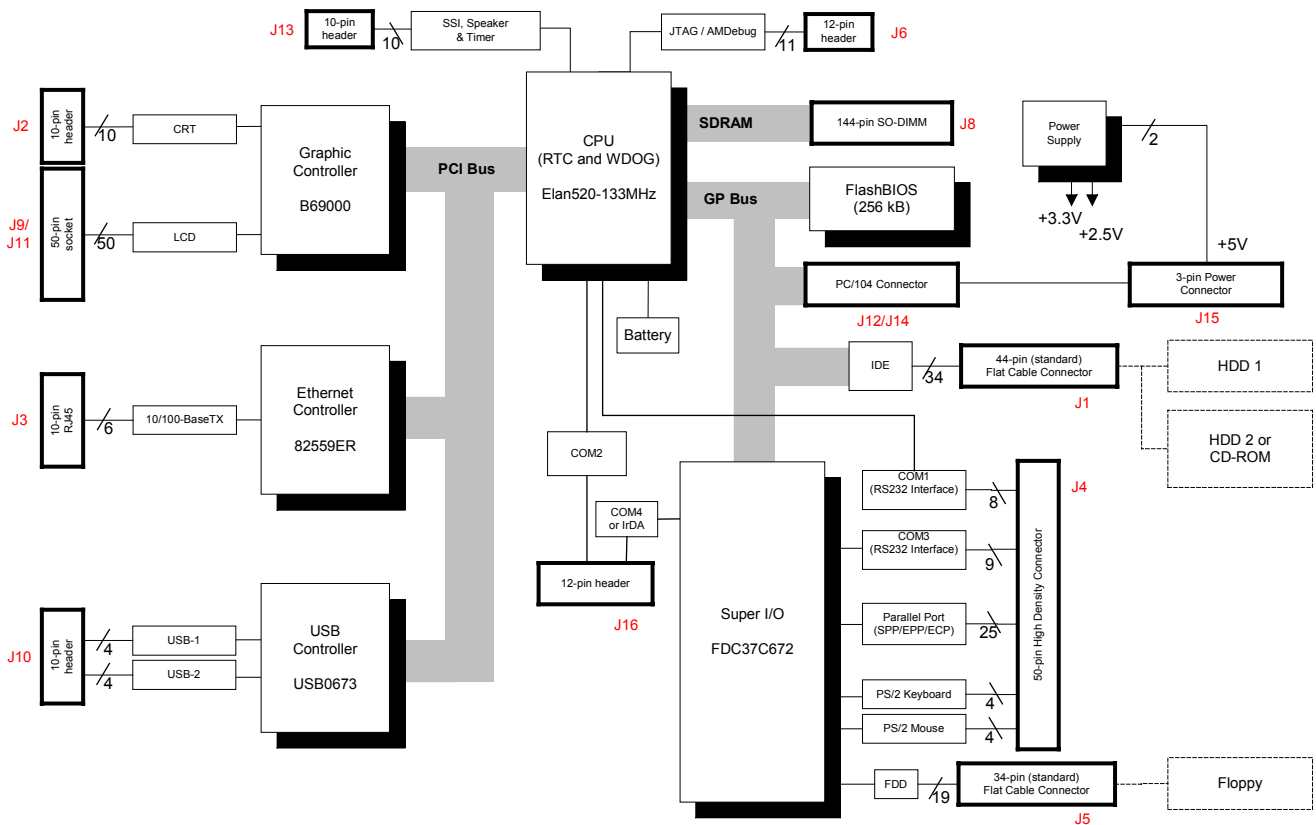 J13
10-pin
header
10
SSI, Speaker
& Timer
JTAG / AMDebug
11
12-pin
header
J6
J2
10-pin
header
10
CRT
J9/
J11
50-pin
socket
50
LCD
Graphic
Controller
B69000
PCI Bus
CPU
(RTC and WDOG)
Elan520-133MHz
SDRAM
144-pin SO-DIMM
J8
GP Bus
FlashBIOS
(256 kB)
Power
Supply
2
+3.3V
+2.5V
+5V
PC/104 Connector
J12/J14
3-pin Power
Connector
J15
Battery
IDE
34
44-pin (standard)
Flat Cable Connector
J1
HDD 1
HDD 2 or
CD-ROM
J3
10-pin
RJ45
6
10/100-BaseTX
Ethernet
Controller
82559ER
COM2
COM4
or IrDA
12-pin header
J16
J10
10-pin
header
4
USB-1
4
USB-2
USB
Controller
USB0673
Super I/O
FDC37C672
COM1
(RS232 Interface)
8
COM3
(RS232 Interface)
9
Parallel Port
(SPP/EPP/ECP)
25
PS/2 Keyboard
4
PS/2 Mouse
4
50-pin High Density Connector
J4
FDD
19
34-pin (standard)
Flat Cable Connector
J5
Floppy